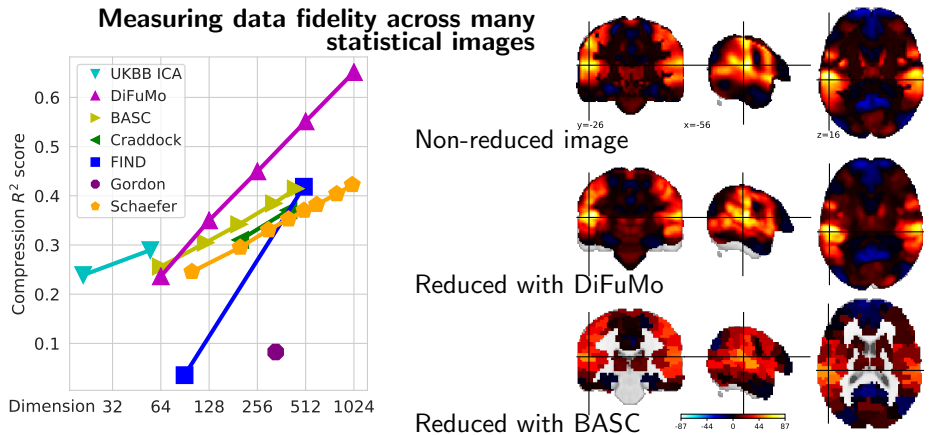 Measuring data fidelity across many
statistical images
Compression R² score
0.6
0.5
0.4
0.3
0.2
0.1
UKBB ICA
DiFuMo
BASC
Craddock
FIND
Gordon
Schaefer
Dimension 32 64 128 256 512 1024
y=-26 x=-56 z=16
Non-reduced image
Reduced with DiFuMo
Reduced with BASC
-87 -44 0 44 87